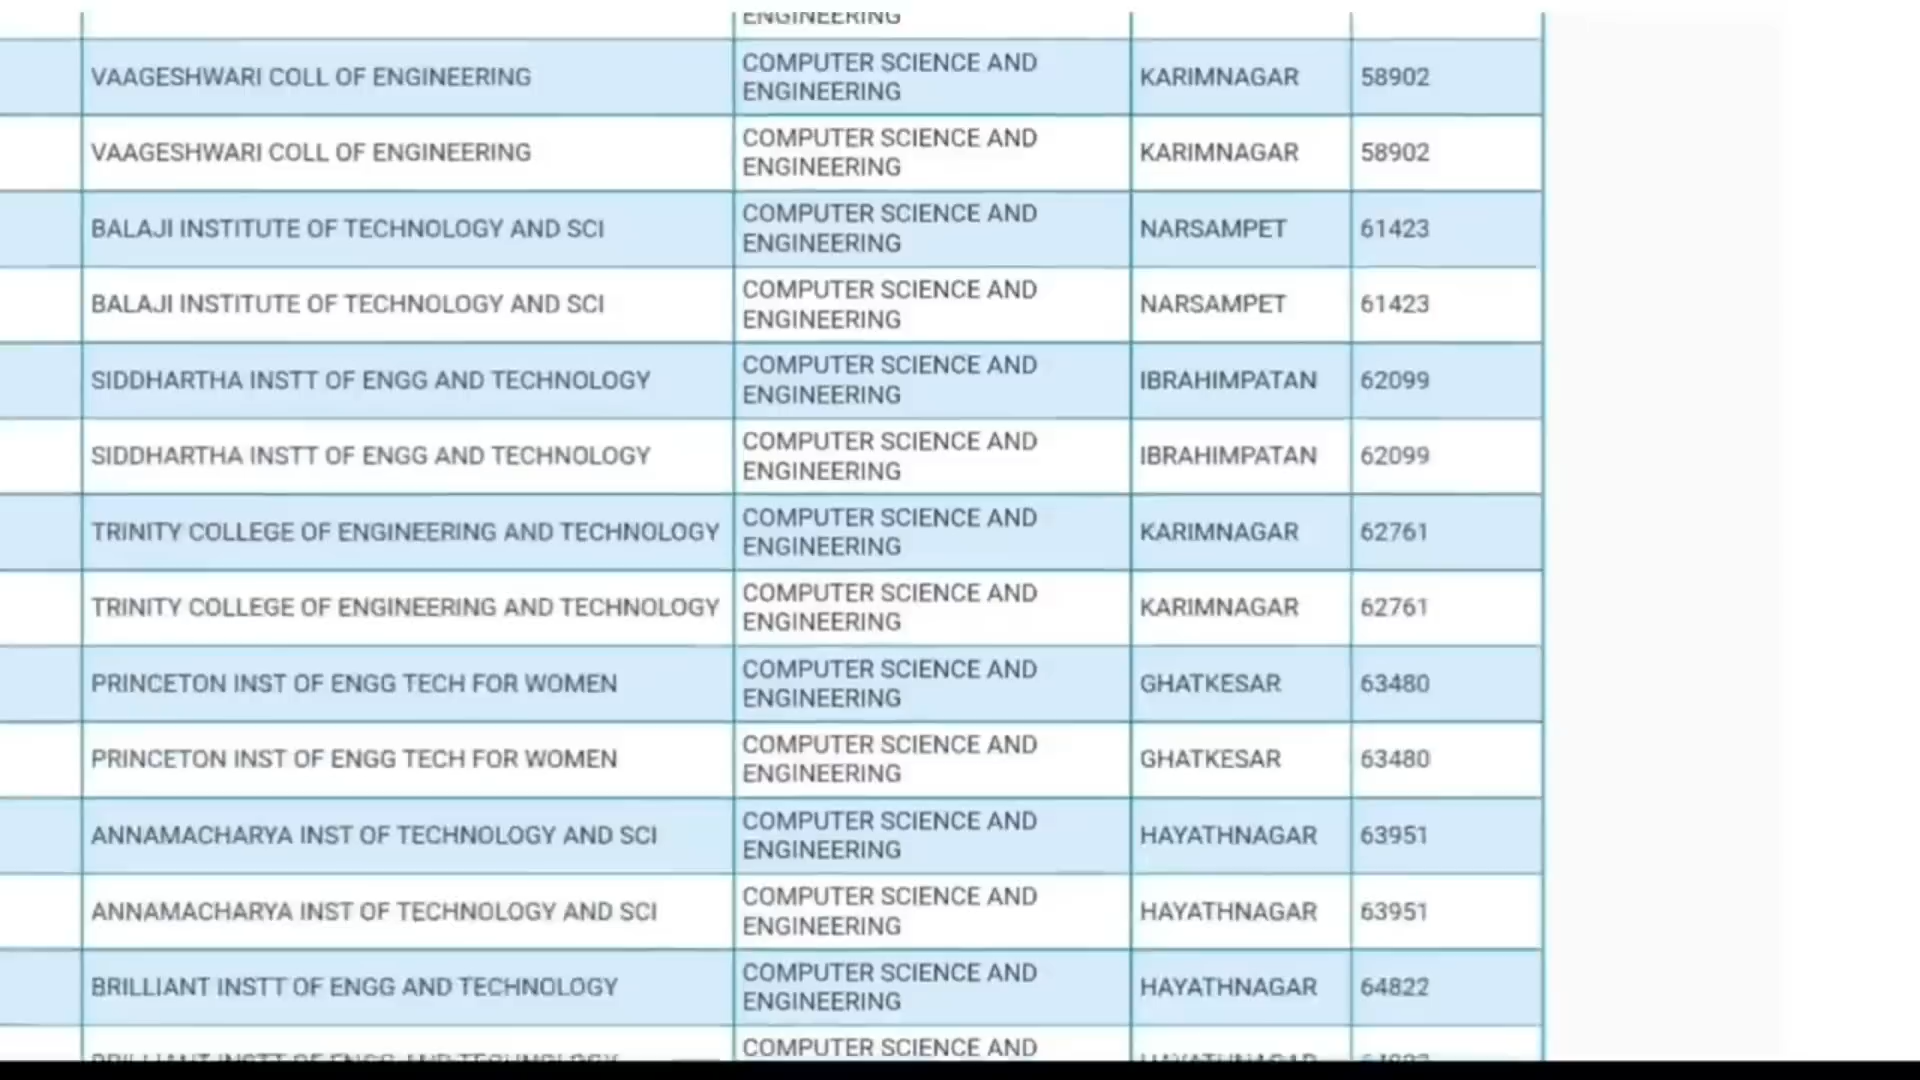 ENGINEERING
VAAGESHWARI COLL OF ENGINEERING COMPUTER SCIENCE AND ENGINEERING KARIMNAGAR 58902
VAAGESHWARI COLL OF ENGINEERING COMPUTER SCIENCE AND ENGINEERING KARIMNAGAR 58902
BALAJI INSTITUTE OF TECHNOLOGY AND SCI COMPUTER SCIENCE AND ENGINEERING NARSAMPET 61423
BALAJI INSTITUTE OF TECHNOLOGY AND SCI COMPUTER SCIENCE AND ENGINEERING NARSAMPET 61423
SIDDHARTHA INSTT OF ENGG AND TECHNOLOGY COMPUTER SCIENCE AND ENGINEERING IBRAHIMPATAN 62099
SIDDHARTHA INSTT OF ENGG AND TECHNOLOGY COMPUTER SCIENCE AND ENGINEERING IBRAHIMPATAN 62099
TRINITY COLLEGE OF ENGINEERING AND TECHNOLOGY COMPUTER SCIENCE AND ENGINEERING KARIMNAGAR 62761
TRINITY COLLEGE OF ENGINEERING AND TECHNOLOGY COMPUTER SCIENCE AND ENGINEERING KARIMNAGAR 62761
PRINCETON INST OF ENGG TECH FOR WOMEN COMPUTER SCIENCE AND ENGINEERING GHATKESAR 63480
PRINCETON INST OF ENGG TECH FOR WOMEN COMPUTER SCIENCE AND ENGINEERING GHATKESAR 63480
ANNAMACHARYA INST OF TECHNOLOGY AND SCI COMPUTER SCIENCE AND ENGINEERING HAYATHNAGAR 63951
ANNAMACHARYA INST OF TECHNOLOGY AND SCI COMPUTER SCIENCE AND ENGINEERING HAYATHNAGAR 63951
BRILLIANT INSTT OF ENGG AND TECHNOLOGY COMPUTER SCIENCE AND ENGINEERING HAYATHNAGAR 64822
COMPUTER SCIENCE AND